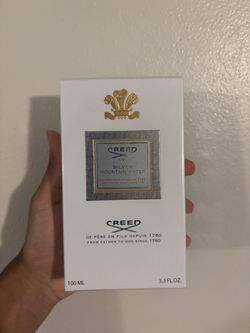 CREED
SILVER
MOUNTAIN WATER
CREED
DE PÈRE EN FILS DEPUIS 1760
FROM FATHER TO SON SINCE 1760
100 ML
3.3 FL.OZ.